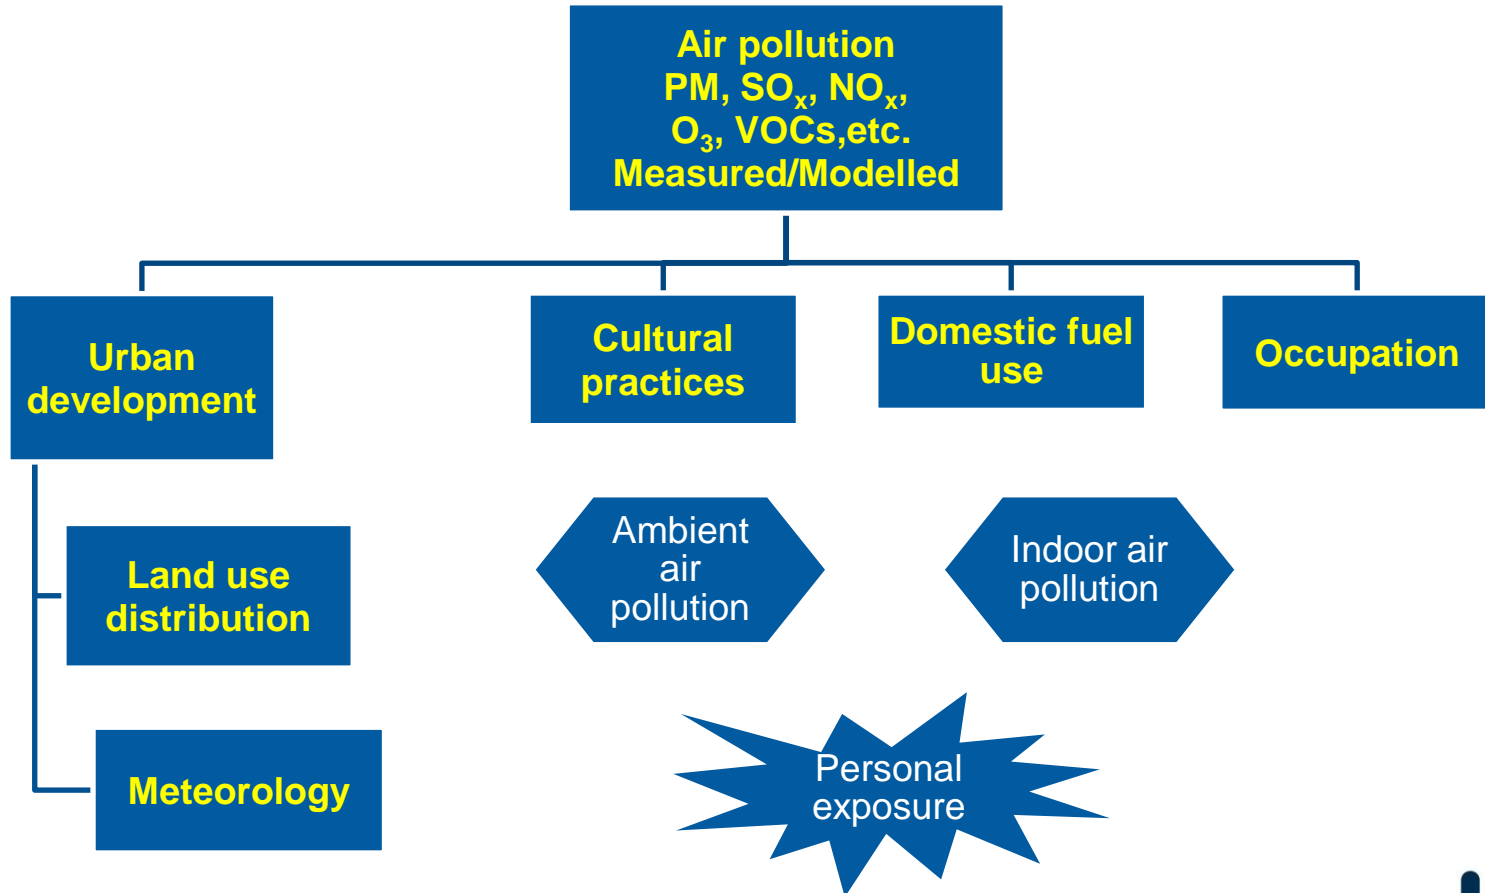 Air pollution
PM, SOx, NOx,
O3, VOCs,etc.
Measured/Modelled
Urban
development
Cultural
practices
Domestic fuel
use
Occupation
Land use
distribution
Meteorology
Ambient
air
pollution
Indoor air
pollution
Personal
exposure